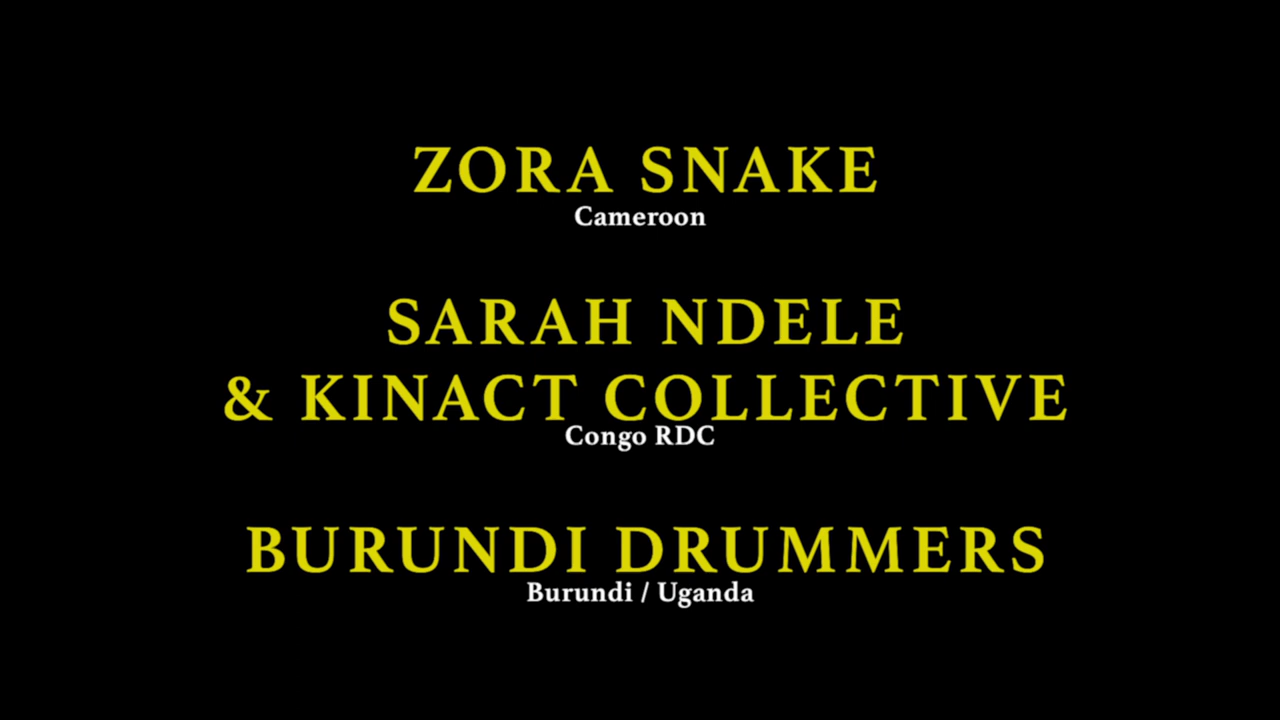 ZORA SNAKE
Cameroon
SARAH NDELE
& KINACT COLLECTIVE
Congo RDC
BURUNDI DRUMMERS
Burundi / Uganda